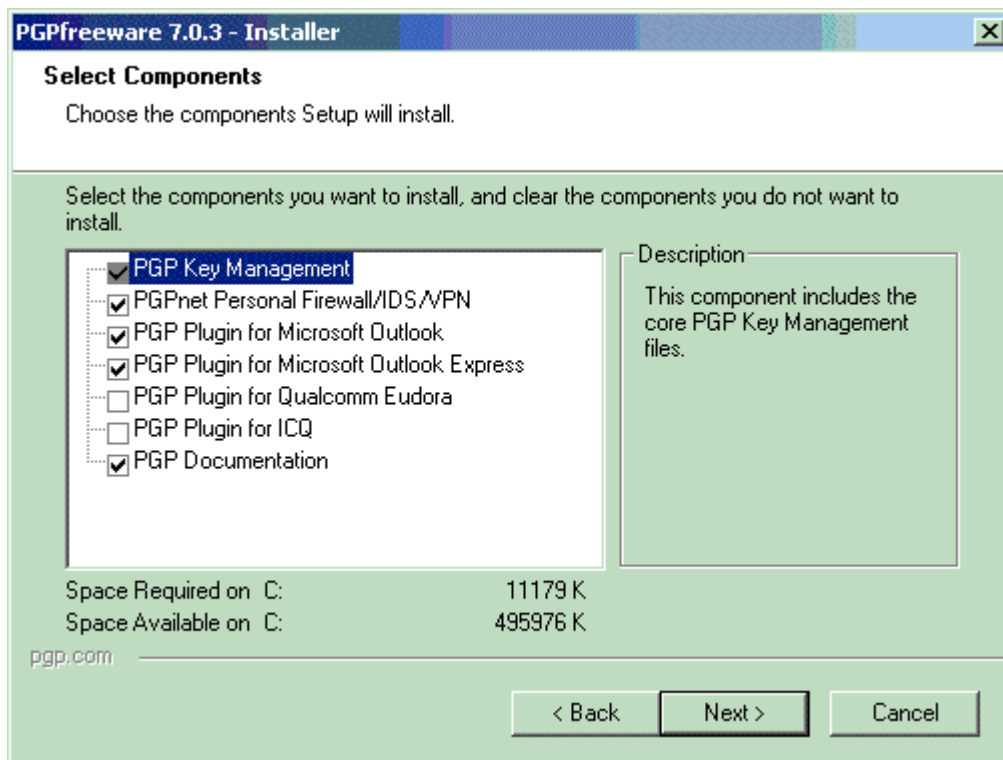 PGPfreeware 7.0.3 - Installer
Select Components
Choose the components Setup will install.
Select the components you want to install, and clear the components you do not want to
install.
PGP Key Management
PGPnet Personal Firewall/IDS/VPN
PGP Plugin for Microsoft Outlook
PGP Plugin for Microsoft Outlook Express
PGP Plugin for Qualcomm Eudora
PGP Plugin for ICQ
PGP Documentation
Description
This component includes the
core PGP Key Management
files.
Space Required on C: 11179 K
Space Available on C: 495976 K
pgp.com
< Back Next > Cancel